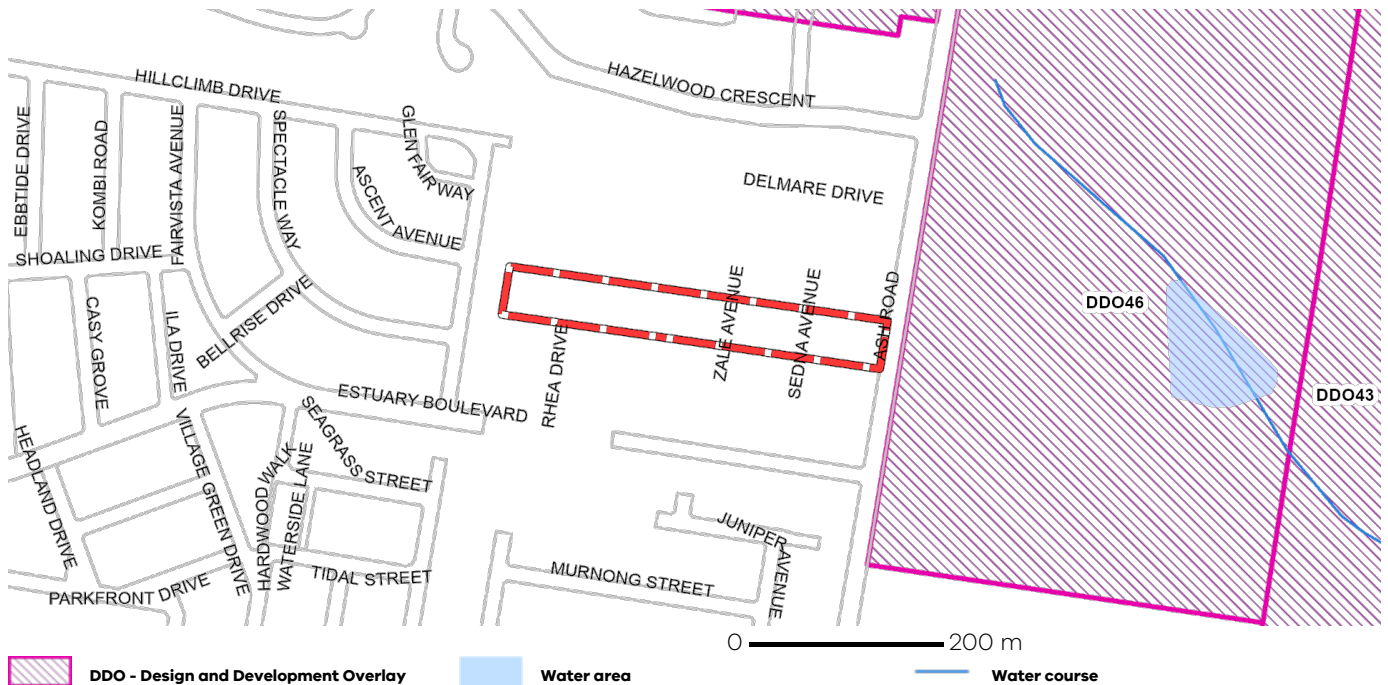 HAZELWOOD CRESCENT
HILLCLIMB DRIVE
EBBTIDE DRIVE
KOMBI ROAD
FAIRVISTA AVENUE
SPECTACLE WAY
GLEN FAIRWAY
ASCENT AVENUE
DELMARE DRIVE
SHOALING DRIVE
CASY GROVE
ILA DRIVE
BELLRISE DRIVE
ZALE AVENUE
SEDNA AVENUE
ASH ROAD
DDO46
DDO43
RHEA DRIVE
ESTUARY BOULEVARD
SEAGRASS STREET
HEADLAND DRIVE
VILLAGE GREEN DRIVE
HARDWOOD WALK
WATERSIDE LANE
JUNIPER AVENUE
TIDAL STREET
MURNONG STREET
PARKFRONT DRIVE
0 200 m
DDO - Design and Development Overlay Water area Water course